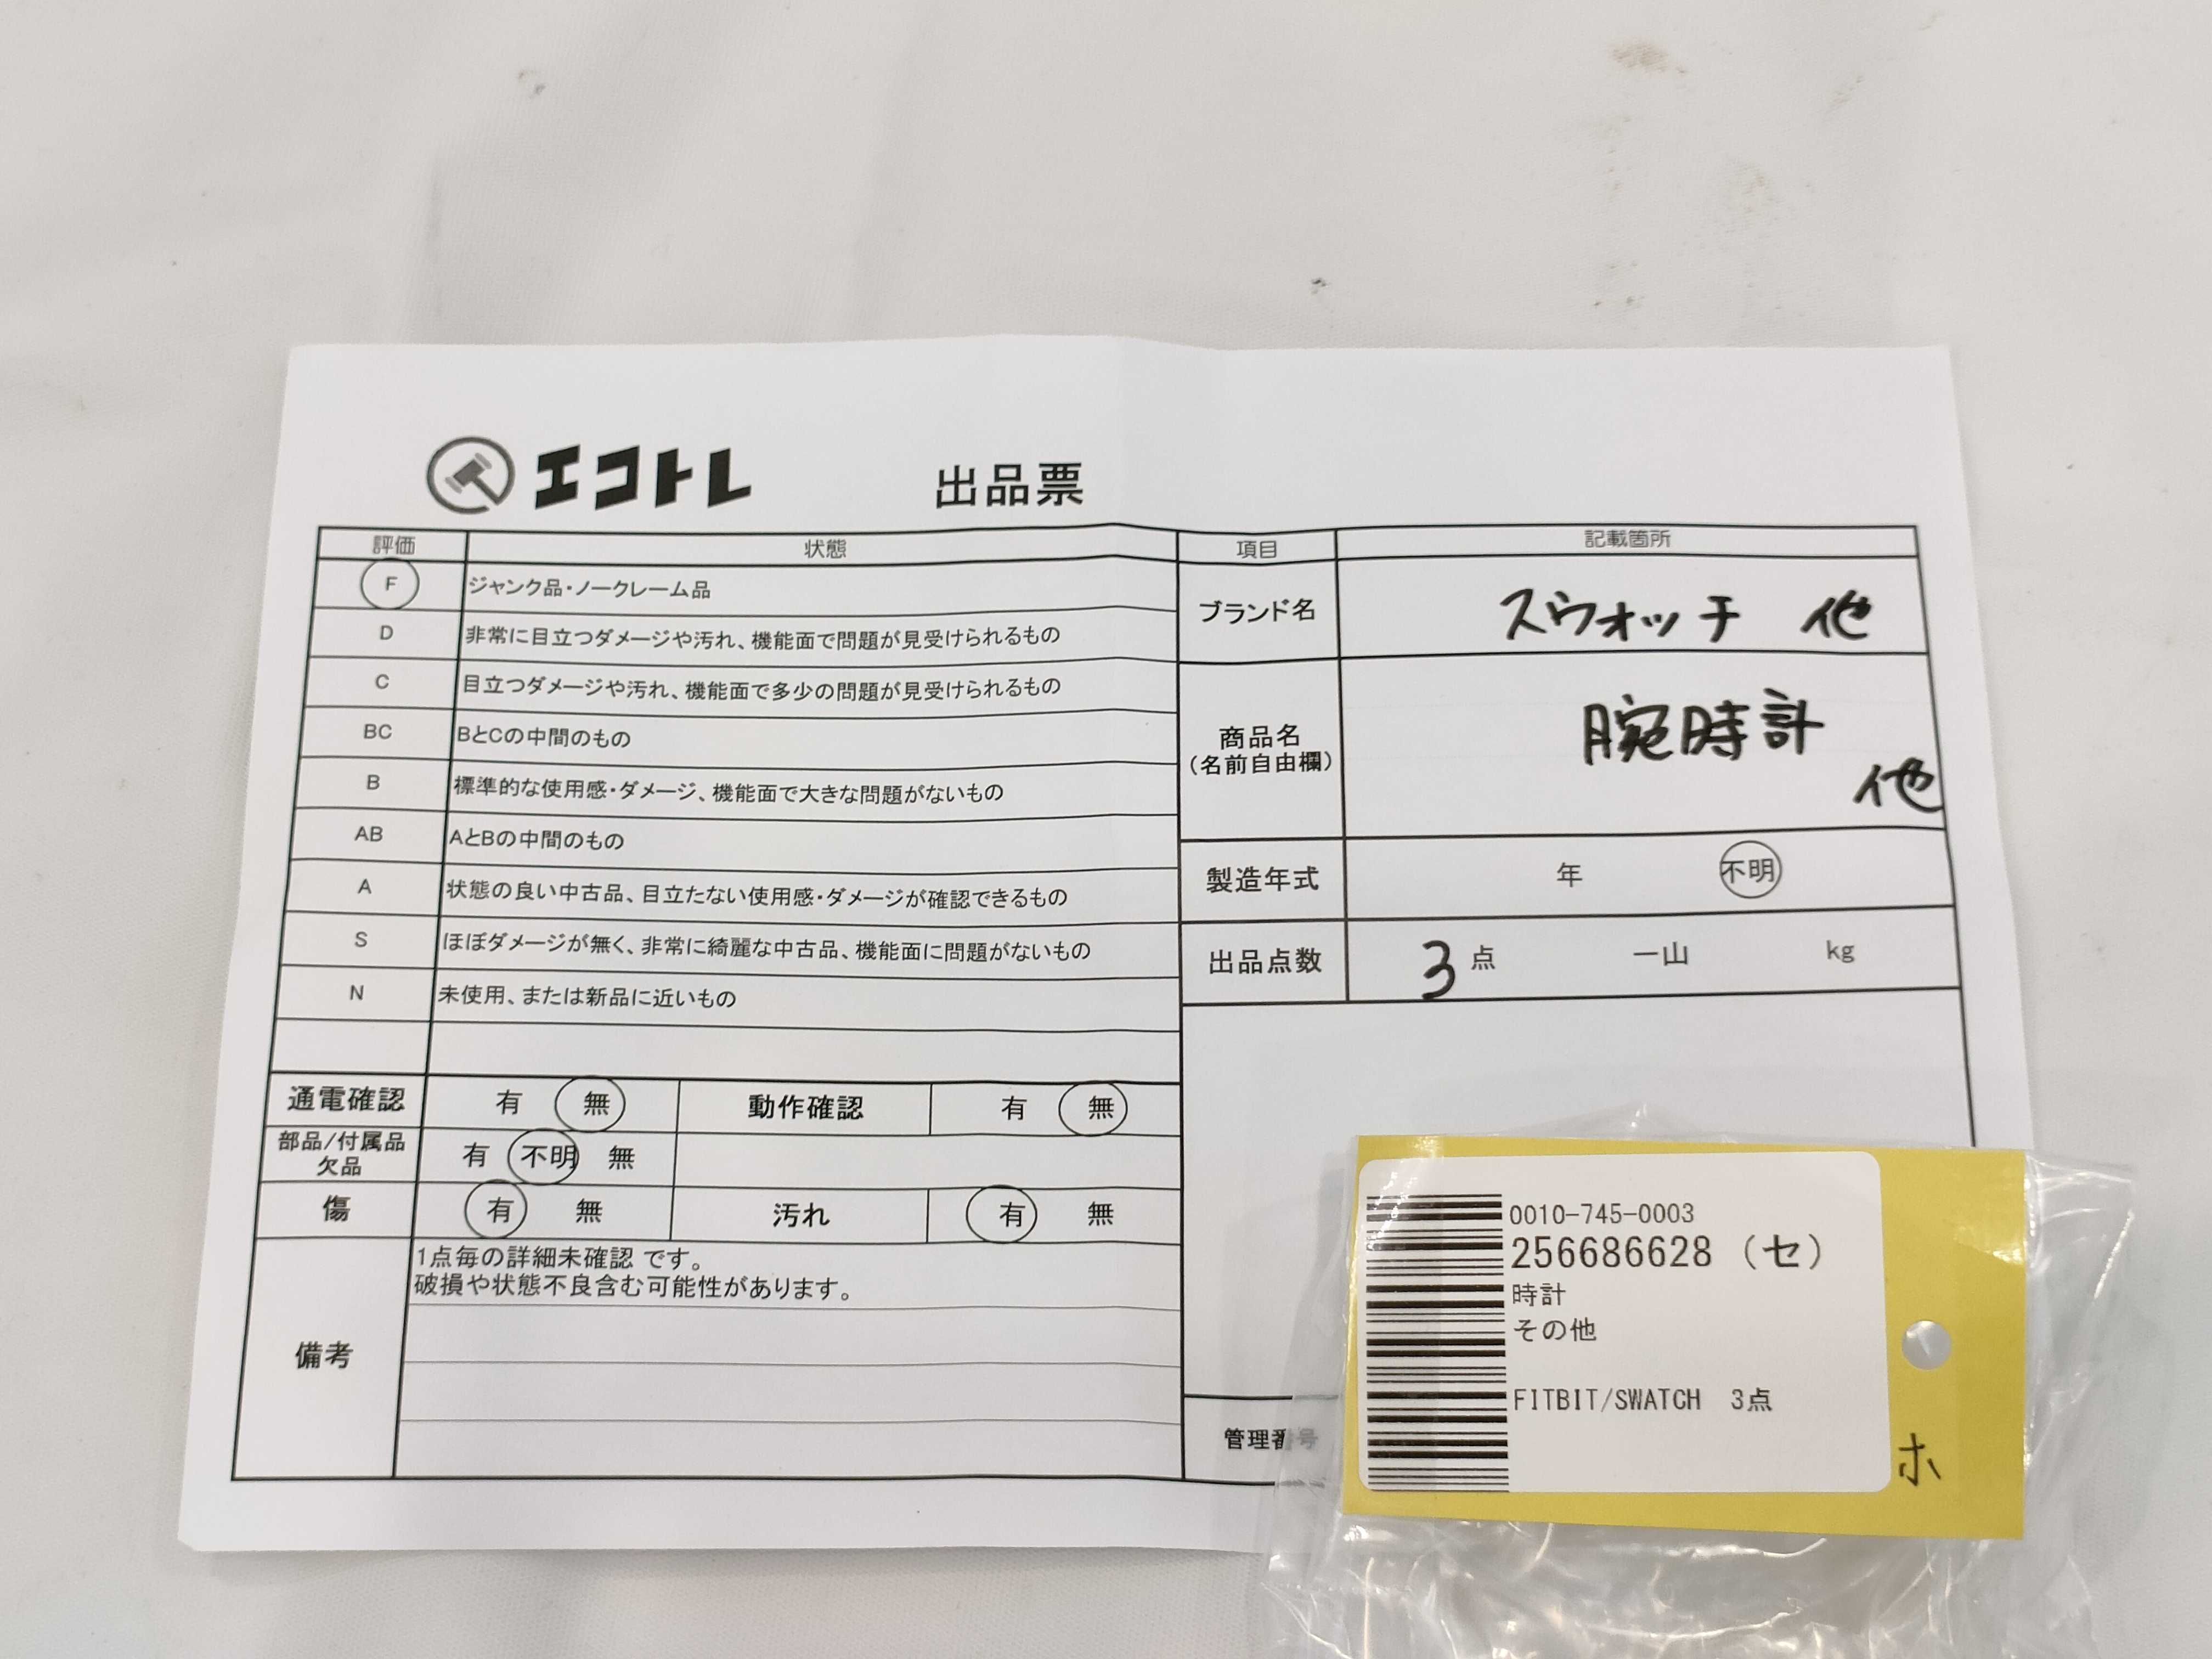 エコトレ 出品票
評価 状態 項目 記載箇所
F ジャンク品・ノークレーム品
D 非常に目立つダメージや汚れ、機能面で問題が見受けられるもの
C 目立つダメージや汚れ、機能面で多少の問題が見受けられるもの
BC BとCの中間のもの
B 標準的な使用感・ダメージ、機能面で大きな問題がないもの
AB AとBの中間のもの
A 状態の良い中古品、目立たない使用感・ダメージが確認できるもの
S ほぼダメージが無く、非常に綺麗な中古品、機能面に問題がないもの
N 未使用、または新品に近いもの
通電確認 有 無 動作確認 有 無
部品/付属品
欠品 有 不明 無
傷 有 無 汚れ 有 無
備考
1点毎の詳細未確認 です。
破損や状態不良含む可能性があります。
ブランド名 スウォッチ 他
商品名
(名前自由欄)
腕時計
他
製造年式 年 不明
出品点数 3 点 一山 kg
管理番号
0010-745-0003
256686628 (セ)
時計
その他
FITBIT/SWATCH 3点
ホ